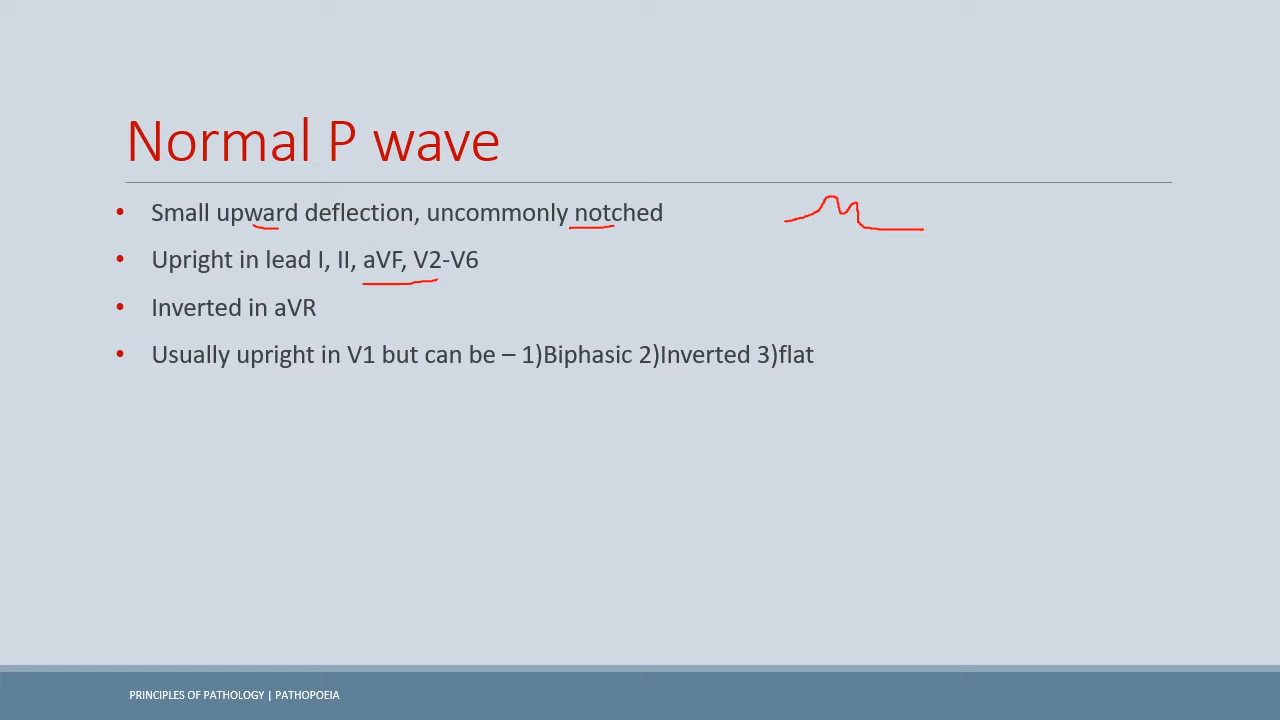 Normal P wave
• Small upward deflection, uncommonly notched
• Upright in lead I, II, aVF, V2-V6
• Inverted in aVR
• Usually upright in V1 but can be – 1)Biphasic 2)Inverted 3)flat
PRINCIPLES OF PATHOLOGY | PATHOPOEIA